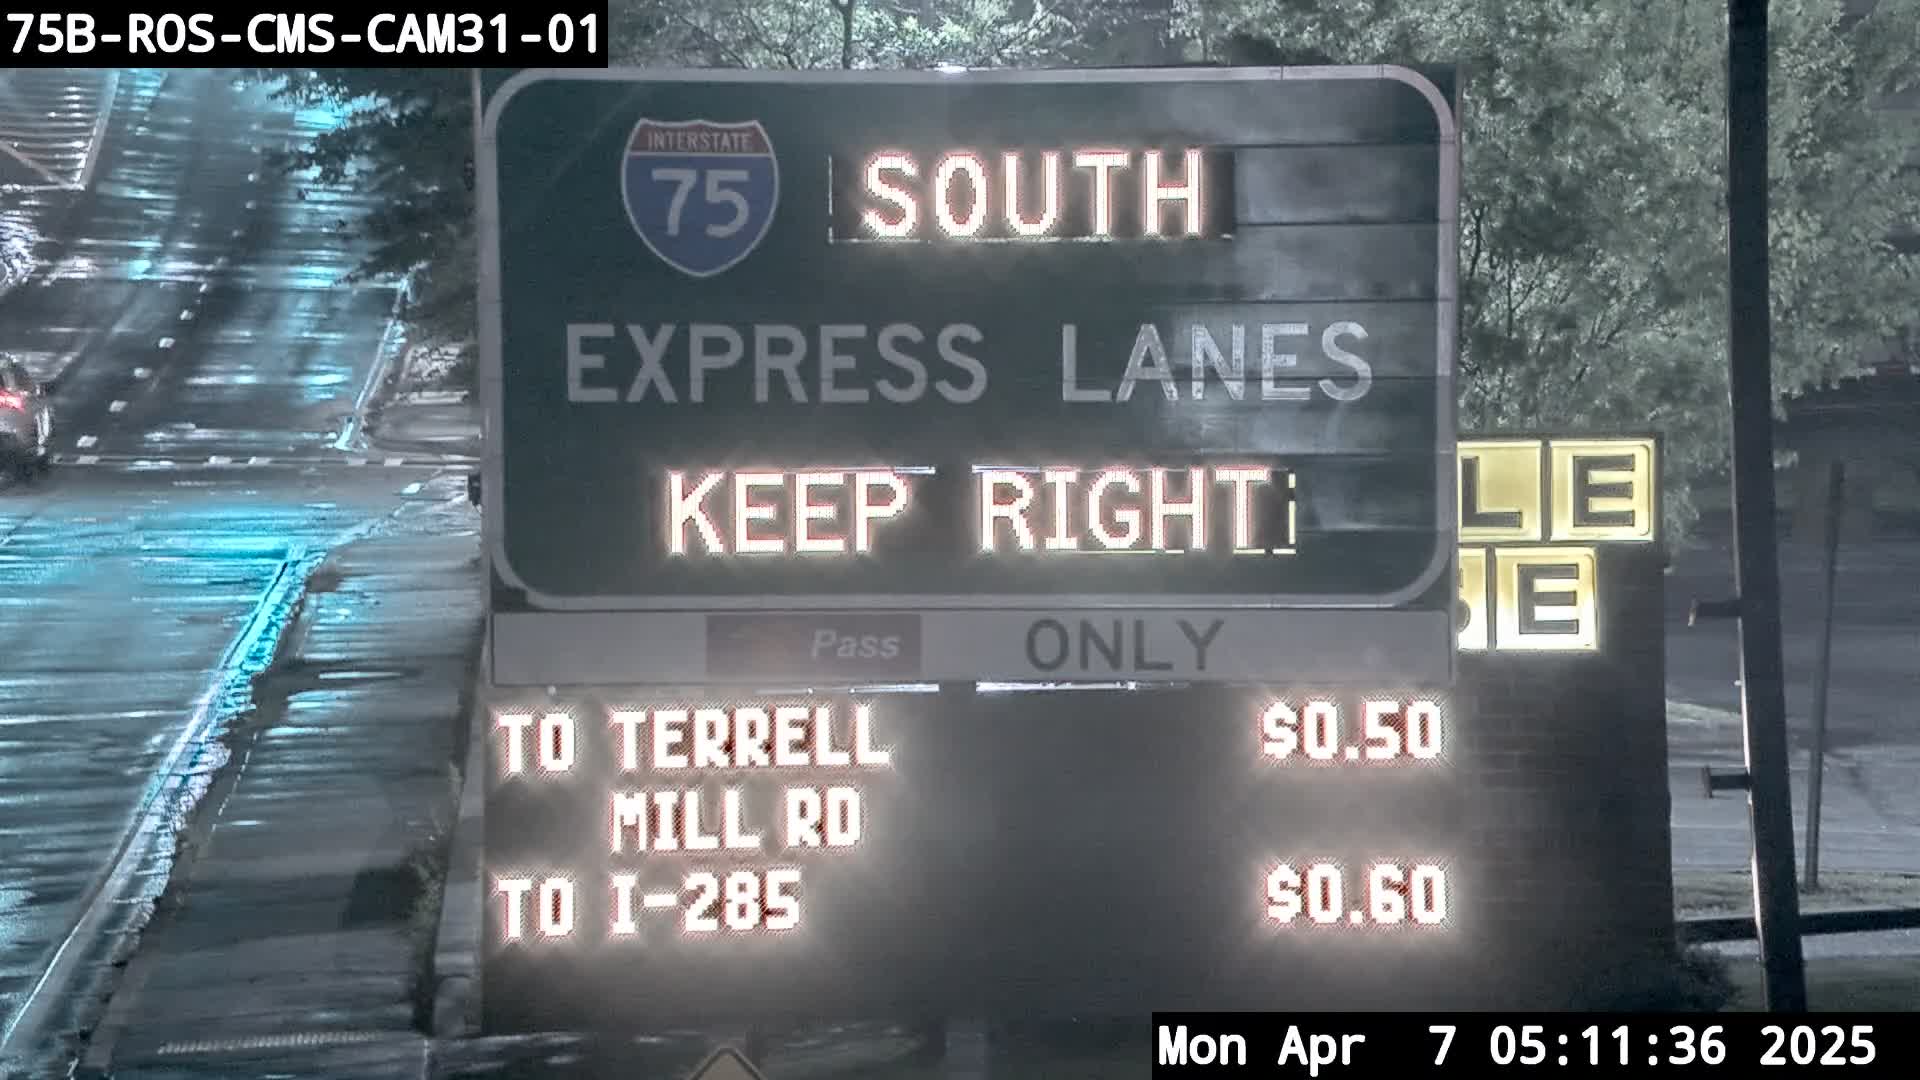 75B-ROS-CMS-CAM31-01
INTERSTATE
75
SOUTH
EXPRESS LANES
KEEP RIGHT
Pass ONLY
TO TERRELL $0.50
MILL RD
TO I-285 $0.60
Mon Apr 7 05:11:36 2025